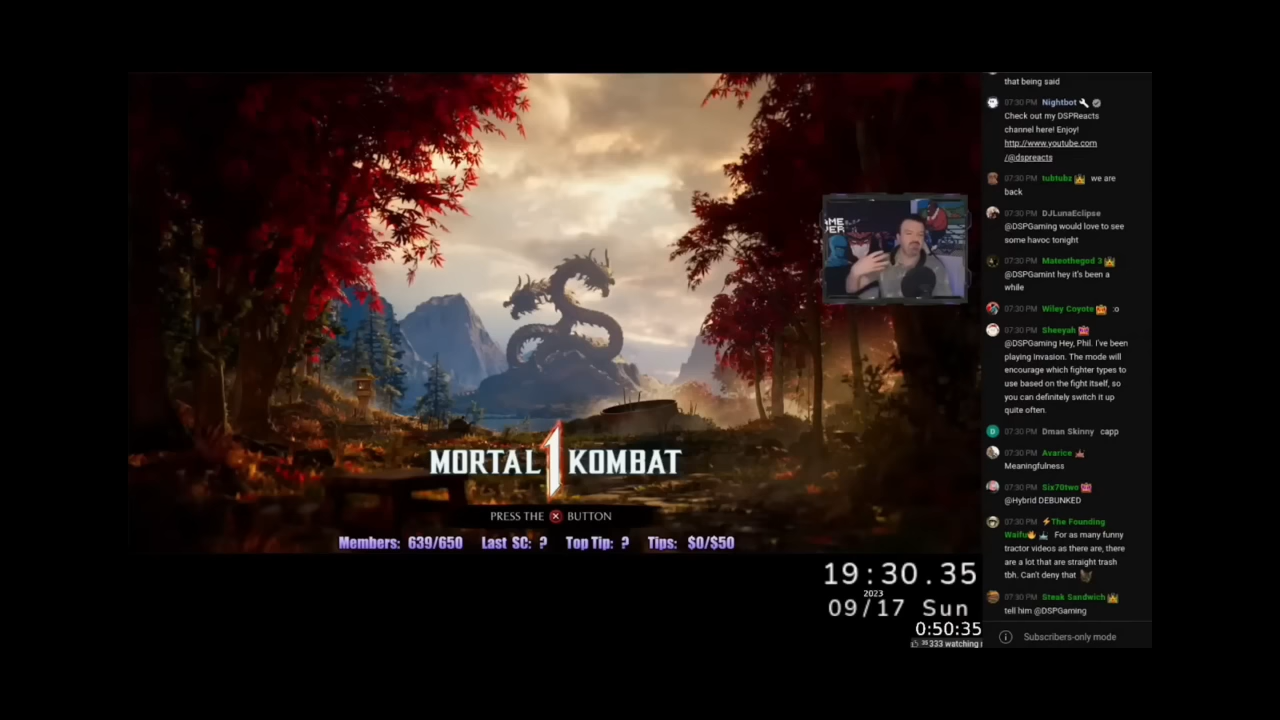 MORTAL 1 KOMBAT
PRESS THE ⓧ BUTTON
Members: 639/650 Last SC: ? Top Tip: ? Tips: $0/$50
19:30.35
2023
09/17 Sun
0:50:35
35 333 watching
that being said
07:30 PM Nightbot
Check out my DSPReacts
channel here! Enjoy!
http://www.youtube.com
/@dspreacts
07:30 PM tubtubz we are
back
07:30 PM DJLunaEclipse
@DSPGaming would love to see
some havoc tonight
07:30 PM Mateothegod 3
@DSPGamint hey it's been a
while
07:30 PM Wiley Coyote :o
07:30 PM Sheeyah
@DSPGaming Hey, Phil. I've been
playing Invasion. The mode will
encourage which fighter types to
use based on the fight itself, so
you can definitely switch it up
quite often.
D 07:30 PM Dman Skinny capp
07:30 PM Avarice
Meaningfulness
07:30 PM Six70two
@Hybrid DEBUNKED
07:30 PM ⚡The Founding
Waifu🔥 For as many funny
tractor videos as there are, there
are a lot that are straight trash
tbh. Can't deny that
07:30 PM Steak Sandwich
tell him @DSPGaming
Subscribers-only mode